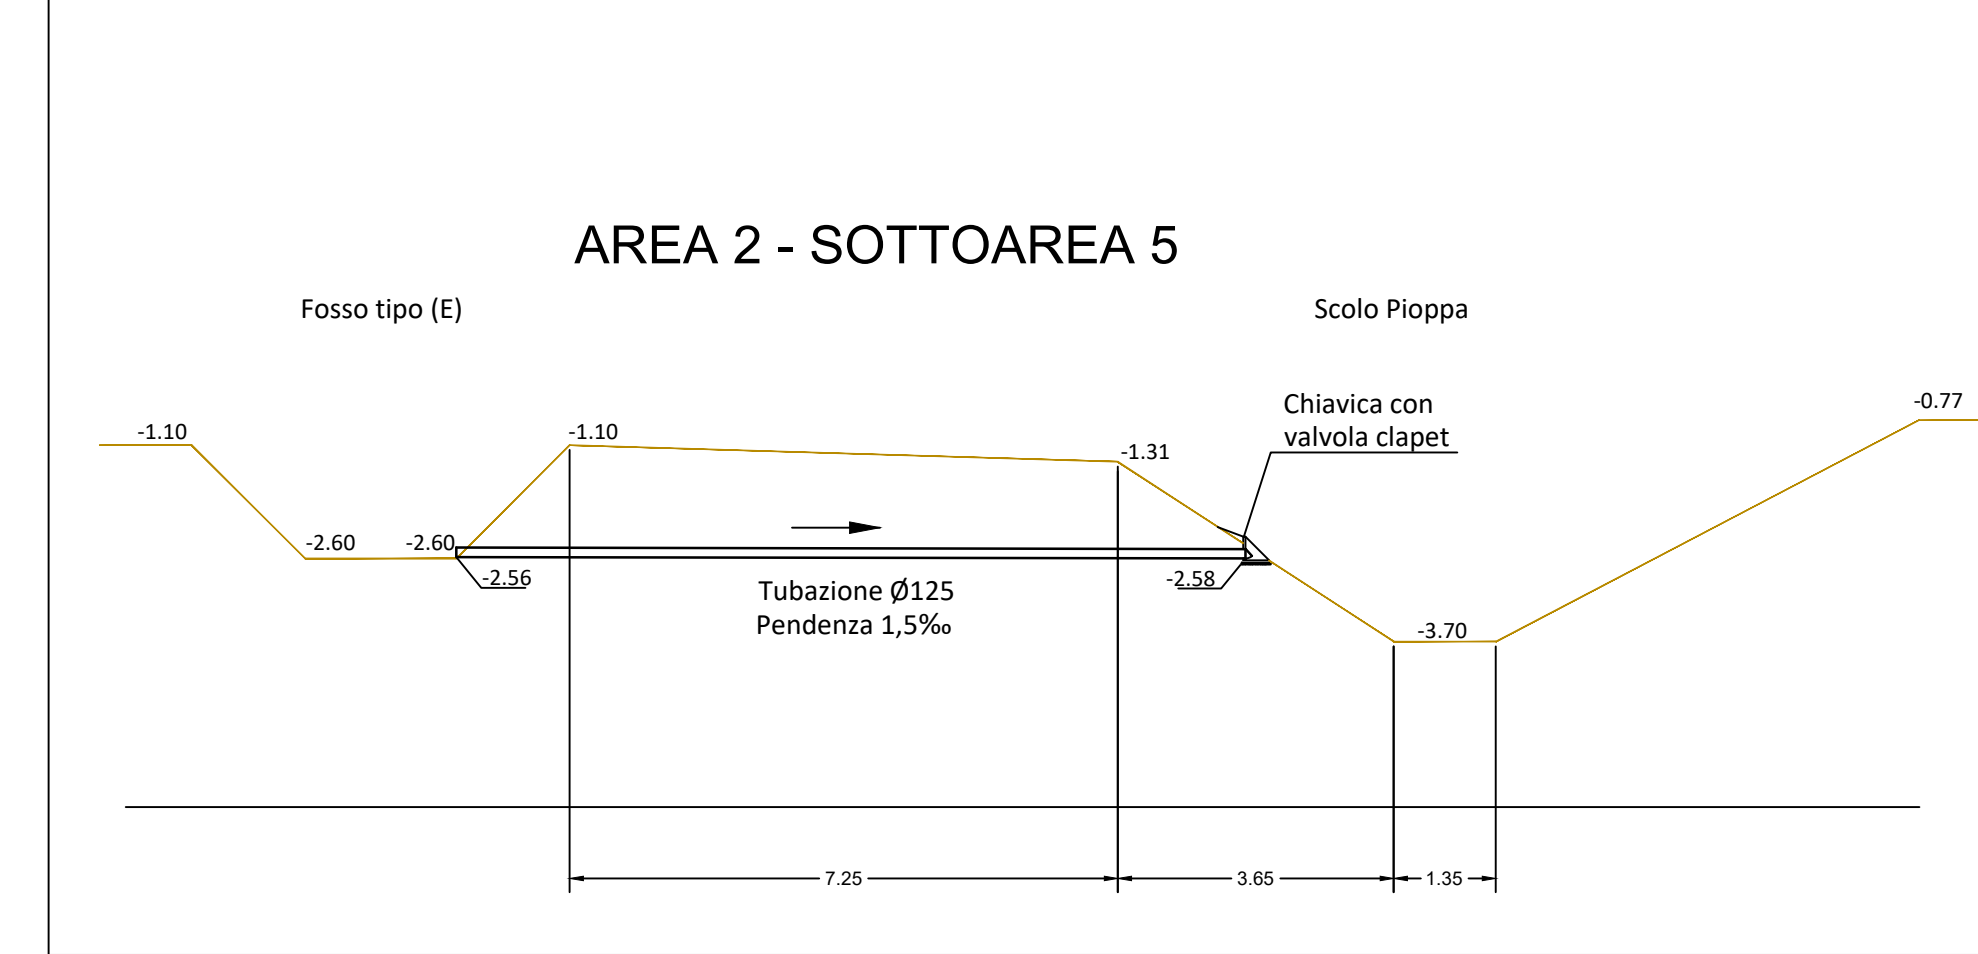 AREA 2 - SOTTOAREA 5
Fosso tipo (E)
Scolo Pioppa
Chiavica con
valvola clapet
-0.77
-1.10
-1.10
-1.31
-2.60
-2.60
-2.56
-2.58
Tubazione Ø125
Pendenza 1,5‰
-3.70
7.25
3.65
1.35